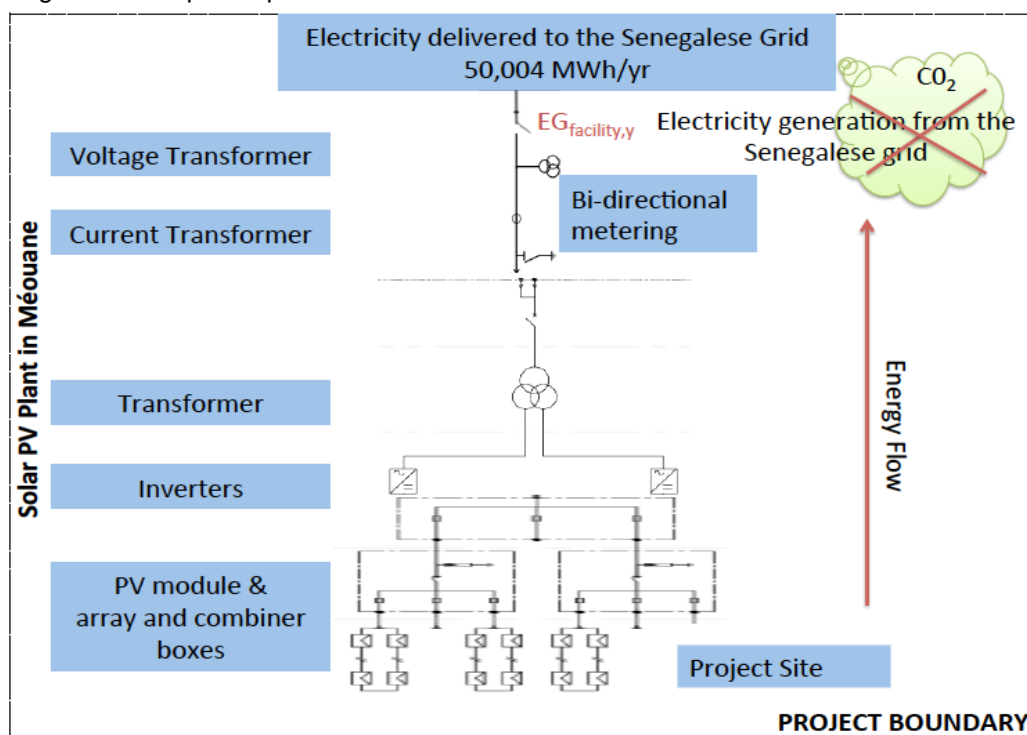 Electricity delivered to the Senegalese Grid
50,004 MWh/yr
C0₂
EG_facility,y
Electricity generation from the
Senegalese grid
Voltage Transformer
Bi-directional
metering
Current Transformer
Solar PV Plant in Méouane
Transformer
Energy Flow
Inverters
PV module &
array and combiner
boxes
Project Site
PROJECT BOUNDARY